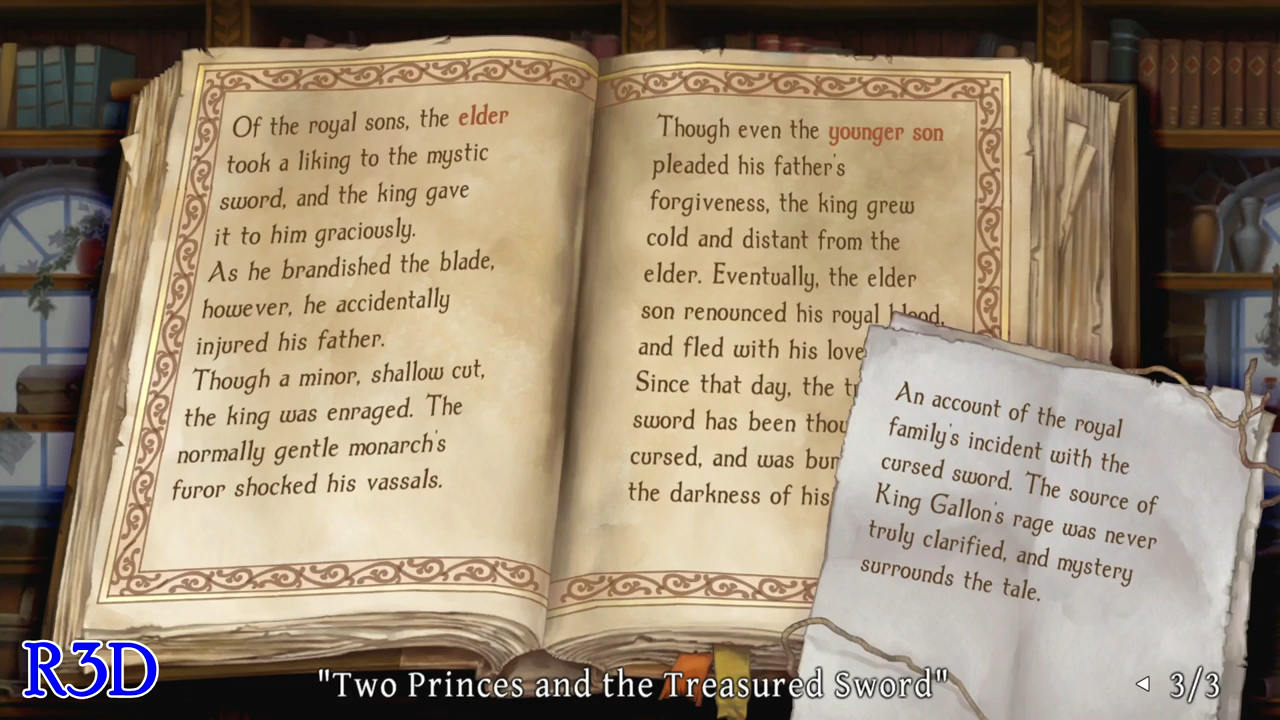 Of the royal sons, the elder
took a liking to the mystic
sword, and the king gave
it to him graciously.
As he brandished the blade,
however, he accidentally
injured his father.
Though a minor, shallow cut,
the king was enraged. The
normally gentle monarch's
furor shocked his vassals.
Though even the younger son
pleaded his father's
forgiveness, the king grew
cold and distant from the
elder. Eventually, the elder
son renounced his royal blood,
and fled with his love
Since that day, the
sword has been
cursed, and was
the darkness of his
An account of the royal
family's incident with the
cursed sword. The source of
King Gallon's rage was never
truly clarified, and mystery
surrounds the tale.
R3D
"Two Princes and the Treasured Sword"
3/3